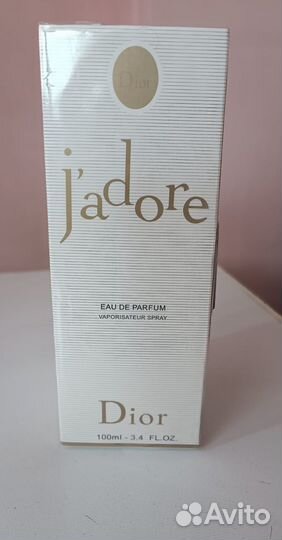 Dior
j'adore
EAU DE PARFUM
VAPORISATEUR SPRAY
Dior
100ml - 3.4 FL.OZ.
Avito